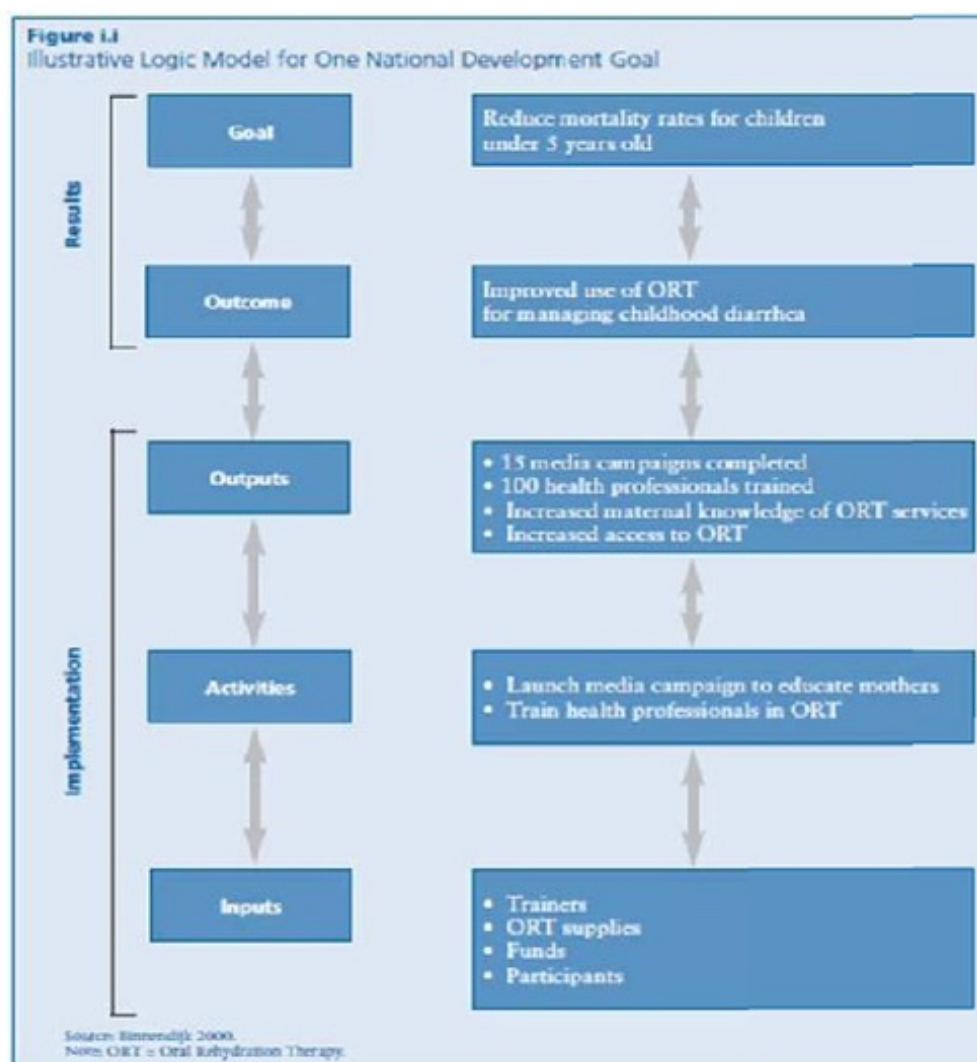 Figure i.i
Illustrative Logic Model for One National Development Goal
Results
Goal
Reduce mortality rates for children
under 5 years old
Outcome
Improved use of ORT
for managing childhood diarrhea
Implementation
Outputs
• 15 media campaigns completed
• 100 health professionals trained
• Increased maternal knowledge of ORT services
• Increased access to ORT
Activities
• Launch media campaign to educate mothers
• Train health professionals in ORT
Inputs
• Trainers
• ORT supplies
• Funds
• Participants
Source: Binnendijk 2000.
Note: ORT = Oral Rehydration Therapy.